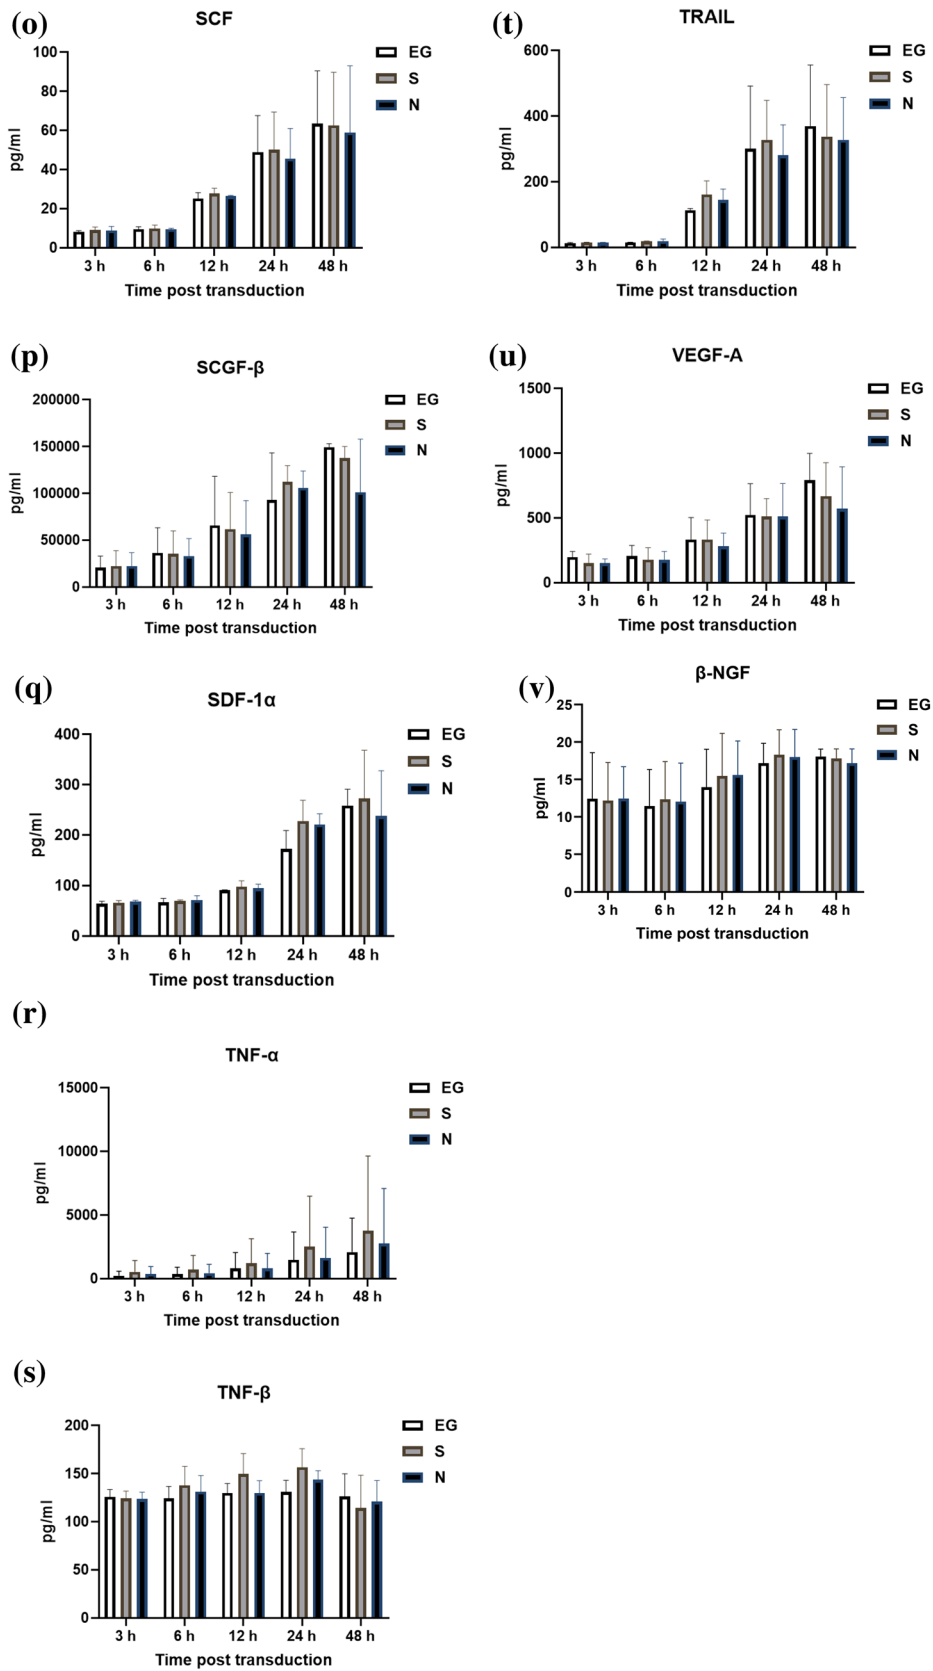 (o)
SCF
100
80
60
40
20
0
pg/ml
EG
S
N
3 h 6 h 12 h 24 h 48 h
Time post transduction
(t)
TRAIL
600
400
200
0
pg/ml
EG
S
N
3 h 6 h 12 h 24 h 48 h
Time post transduction
(p)
SCGF-β
200000
150000
100000
50000
0
pg/ml
EG
S
N
3 h 6 h 12 h 24 h 48 h
Time post transduction
(u)
VEGF-A
1500
1000
500
0
pg/ml
EG
S
N
3 h 6 h 12 h 24 h 48 h
Time post transduction
(q)
SDF-1α
400
300
200
100
0
pg/ml
EG
S
N
3 h 6 h 12 h 24 h 48 h
Time post transduction
(v)
β-NGF
25
20
15
10
5
0
pg/ml
EG
S
N
3 h 6 h 12 h 24 h 48 h
Time post transduction
(r)
TNF-α
15000
10000
5000
0
pg/ml
EG
S
N
3 h 6 h 12 h 24 h 48 h
Time post transduction
(s)
TNF-β
200
150
100
50
0
pg/ml
EG
S
N
3 h 6 h 12 h 24 h 48 h
Time post transduction